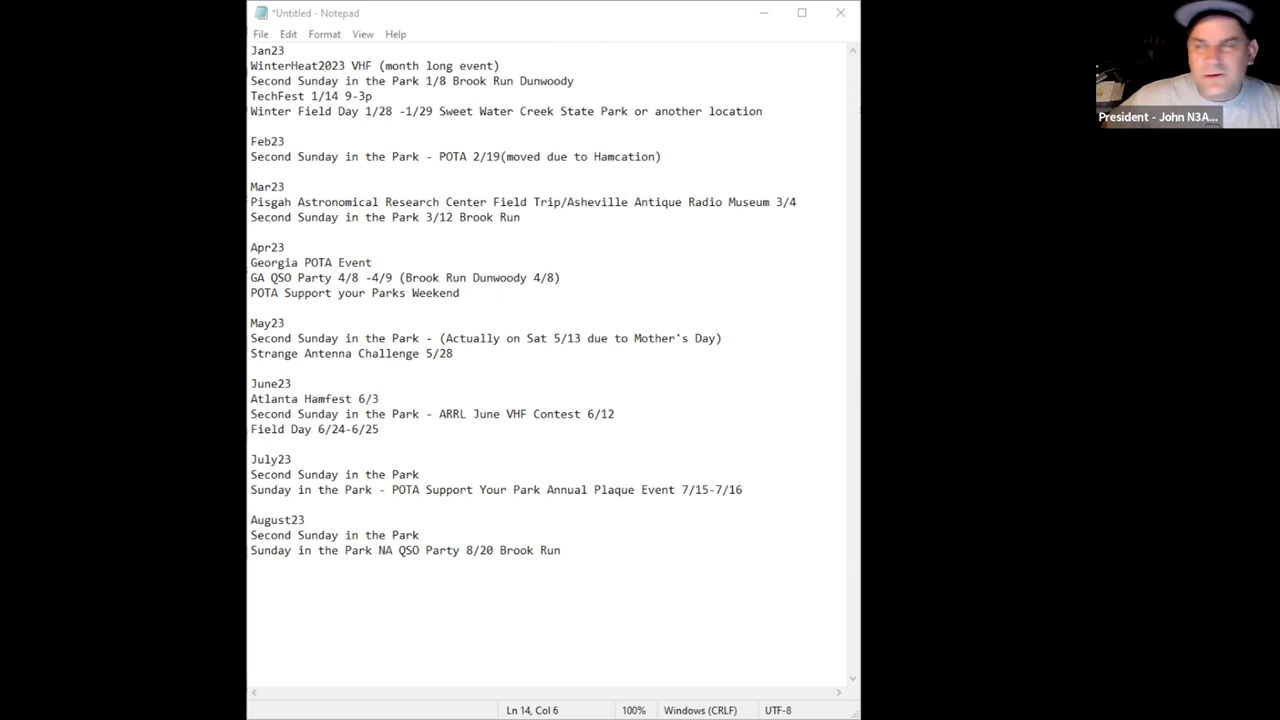 *Untitled - Notepad
File Edit Format View Help
Jan23
WinterHeat2023 VHF (month long event)
Second Sunday in the Park 1/8 Brook Run Dunwoody
TechFest 1/14 9-3p
Winter Field Day 1/28 -1/29 Sweet Water Creek State Park or another location
Feb23
Second Sunday in the Park - POTA 2/19(moved due to Hamcation)
Mar23
Pisgah Astronomical Research Center Field Trip/Asheville Antique Radio Museum 3/4
Second Sunday in the Park 3/12 Brook Run
Apr23
Georgia POTA Event
GA QSO Party 4/8 -4/9 (Brook Run Dunwoody 4/8)
POTA Support your Parks Weekend
May23
Second Sunday in the Park - (Actually on Sat 5/13 due to Mother's Day)
Strange Antenna Challenge 5/28
June23
Atlanta Hamfest 6/3
Second Sunday in the Park - ARRL June VHF Contest 6/12
Field Day 6/24-6/25
July23
Second Sunday in the Park
Sunday in the Park - POTA Support Your Park Annual Plaque Event 7/15-7/16
August23
Second Sunday in the Park
Sunday in the Park NA QSO Party 8/20 Brook Run
Ln 14, Col 6 100% Windows (CRLF) UTF-8
President - John N3A...